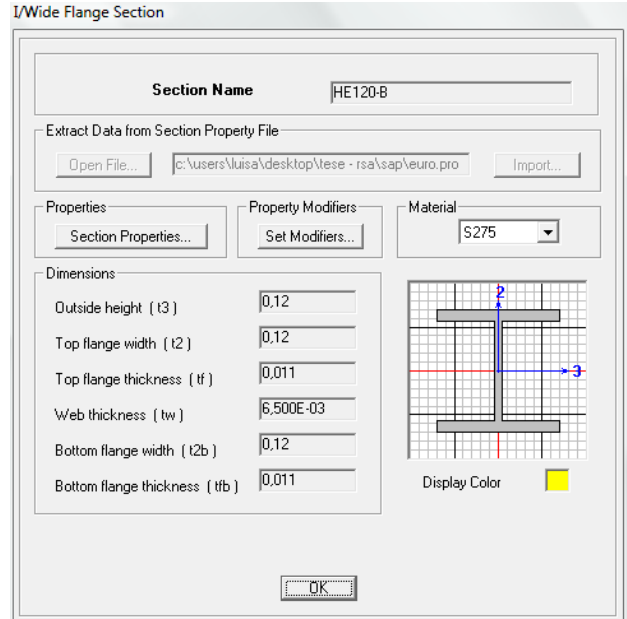 I/Wide Flange Section
Section Name HE120-B
Extract Data from Section Property File
Open File... c:\users\luisa\desktop\tese - rsa\sap\euro.pro Import...
Properties Property Modifiers Material
Section Properties... Set Modifiers... S275
Dimensions
Outside height ( t3 ) 0,12
Top flange width ( t2 ) 0,12
Top flange thickness ( tf ) 0,011
Web thickness ( tw ) 6,500E-03
Bottom flange width ( t2b ) 0,12
Bottom flange thickness ( tfb ) 0,011
2
3
Display Color
OK